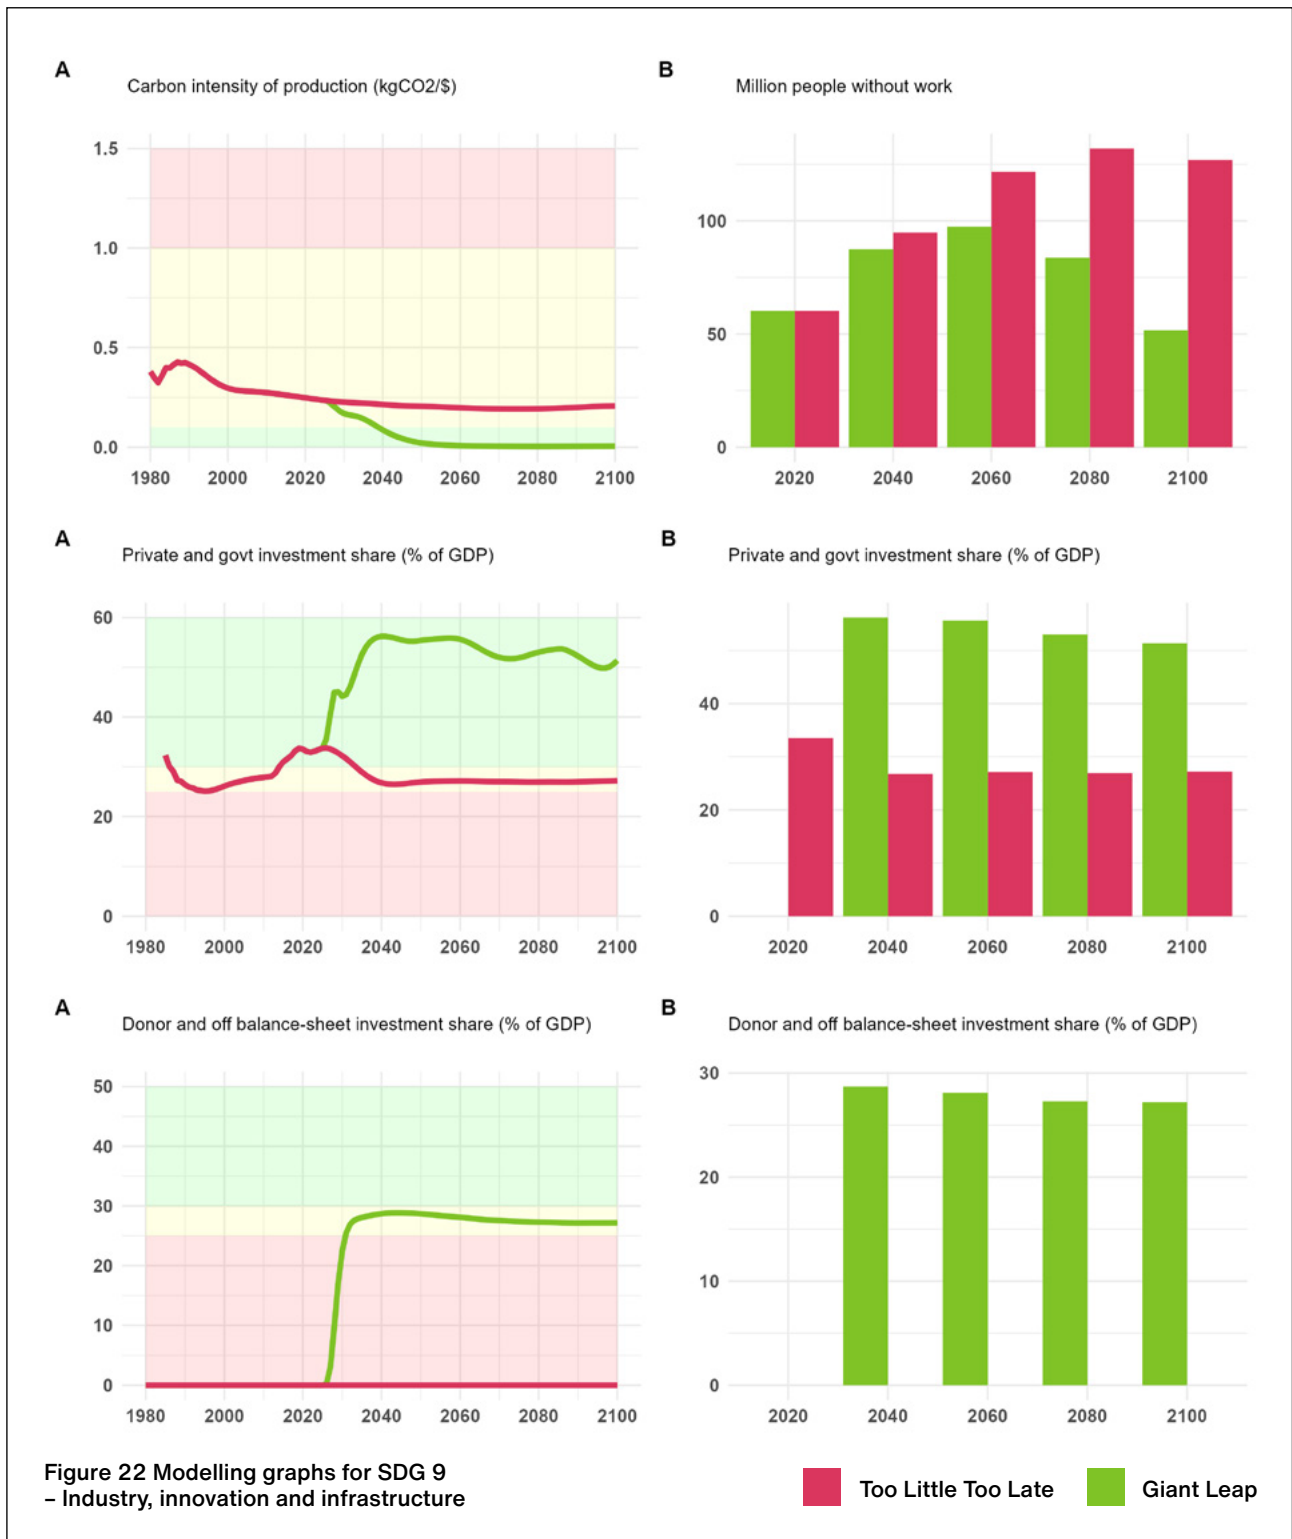 A
Carbon intensity of production (kgCO2/$)
1.5
1.0
0.5
0.0
1980 2000 2020 2040 2060 2080 2100
B
Million people without work
100
50
0
2020 2040 2060 2080 2100
A
Private and govt investment share (% of GDP)
60
40
20
0
1980 2000 2020 2040 2060 2080 2100
B
Private and govt investment share (% of GDP)
40
20
0
2020 2040 2060 2080 2100
A
Donor and off balance-sheet investment share (% of GDP)
50
40
30
20
10
0
1980 2000 2020 2040 2060 2080 2100
B
Donor and off balance-sheet investment share (% of GDP)
30
20
10
0
2020 2040 2060 2080 2100
Figure 22 Modelling graphs for SDG 9
– Industry, innovation and infrastructure
Too Little Too Late Giant Leap